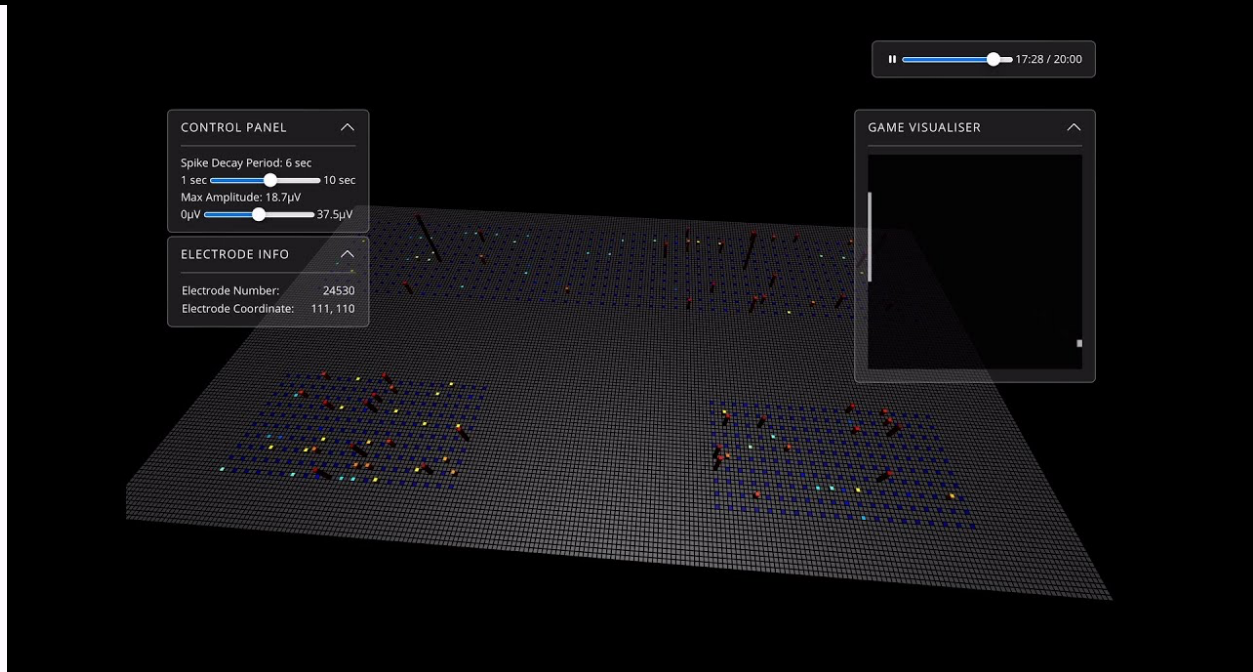 17:28 / 20:00
CONTROL PANEL
Spike Decay Period: 6 sec
1 sec 10 sec
Max Amplitude: 18.7µV
0µV 37.5µV
ELECTRODE INFO
Electrode Number: 24530
Electrode Coordinate: 111, 110
GAME VISUALISER